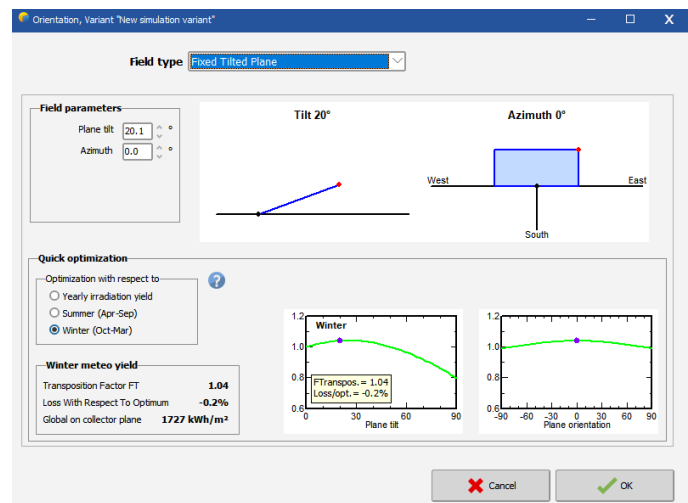 Orientation, Variant "New simulation variant"
Field type Fixed Tilted Plane
Field parameters
Plane tilt 20.1 °
Azimuth 0.0 °
Tilt 20°
Azimuth 0°
West
East
South
Quick optimization
Optimization with respect to
Yearly irradiation yield
Summer (Apr-Sep)
Winter (Oct-Mar)
?
Winter meteo yield
Transposition Factor FT 1.04
Loss With Respect To Optimum -0.2%
Global on collector plane 1727 kWh/m²
1.2
1.0
0.8
0.6
Winter
FTranspos.= 1.04
Loss/opt.= -0.2%
0 30 60 90
Plane tilt
1.2
1.0
0.8
0.6
-90 -60 -30 0 30 60 90
Plane orientation
Cancel
OK